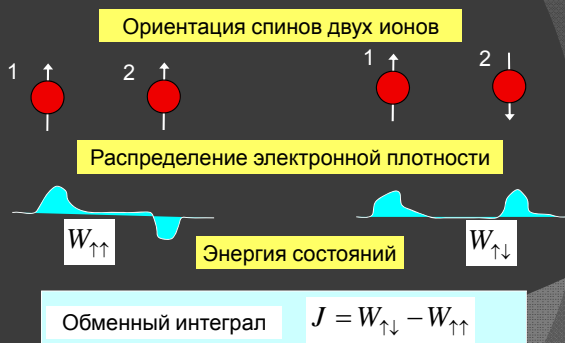 Ориентация спинов двух ионов
1 2 1 2
Распределение электронной плотности
W↑↑ Энергия состояний W↑↓
Обменный интеграл J = W↑↓ − W↑↑